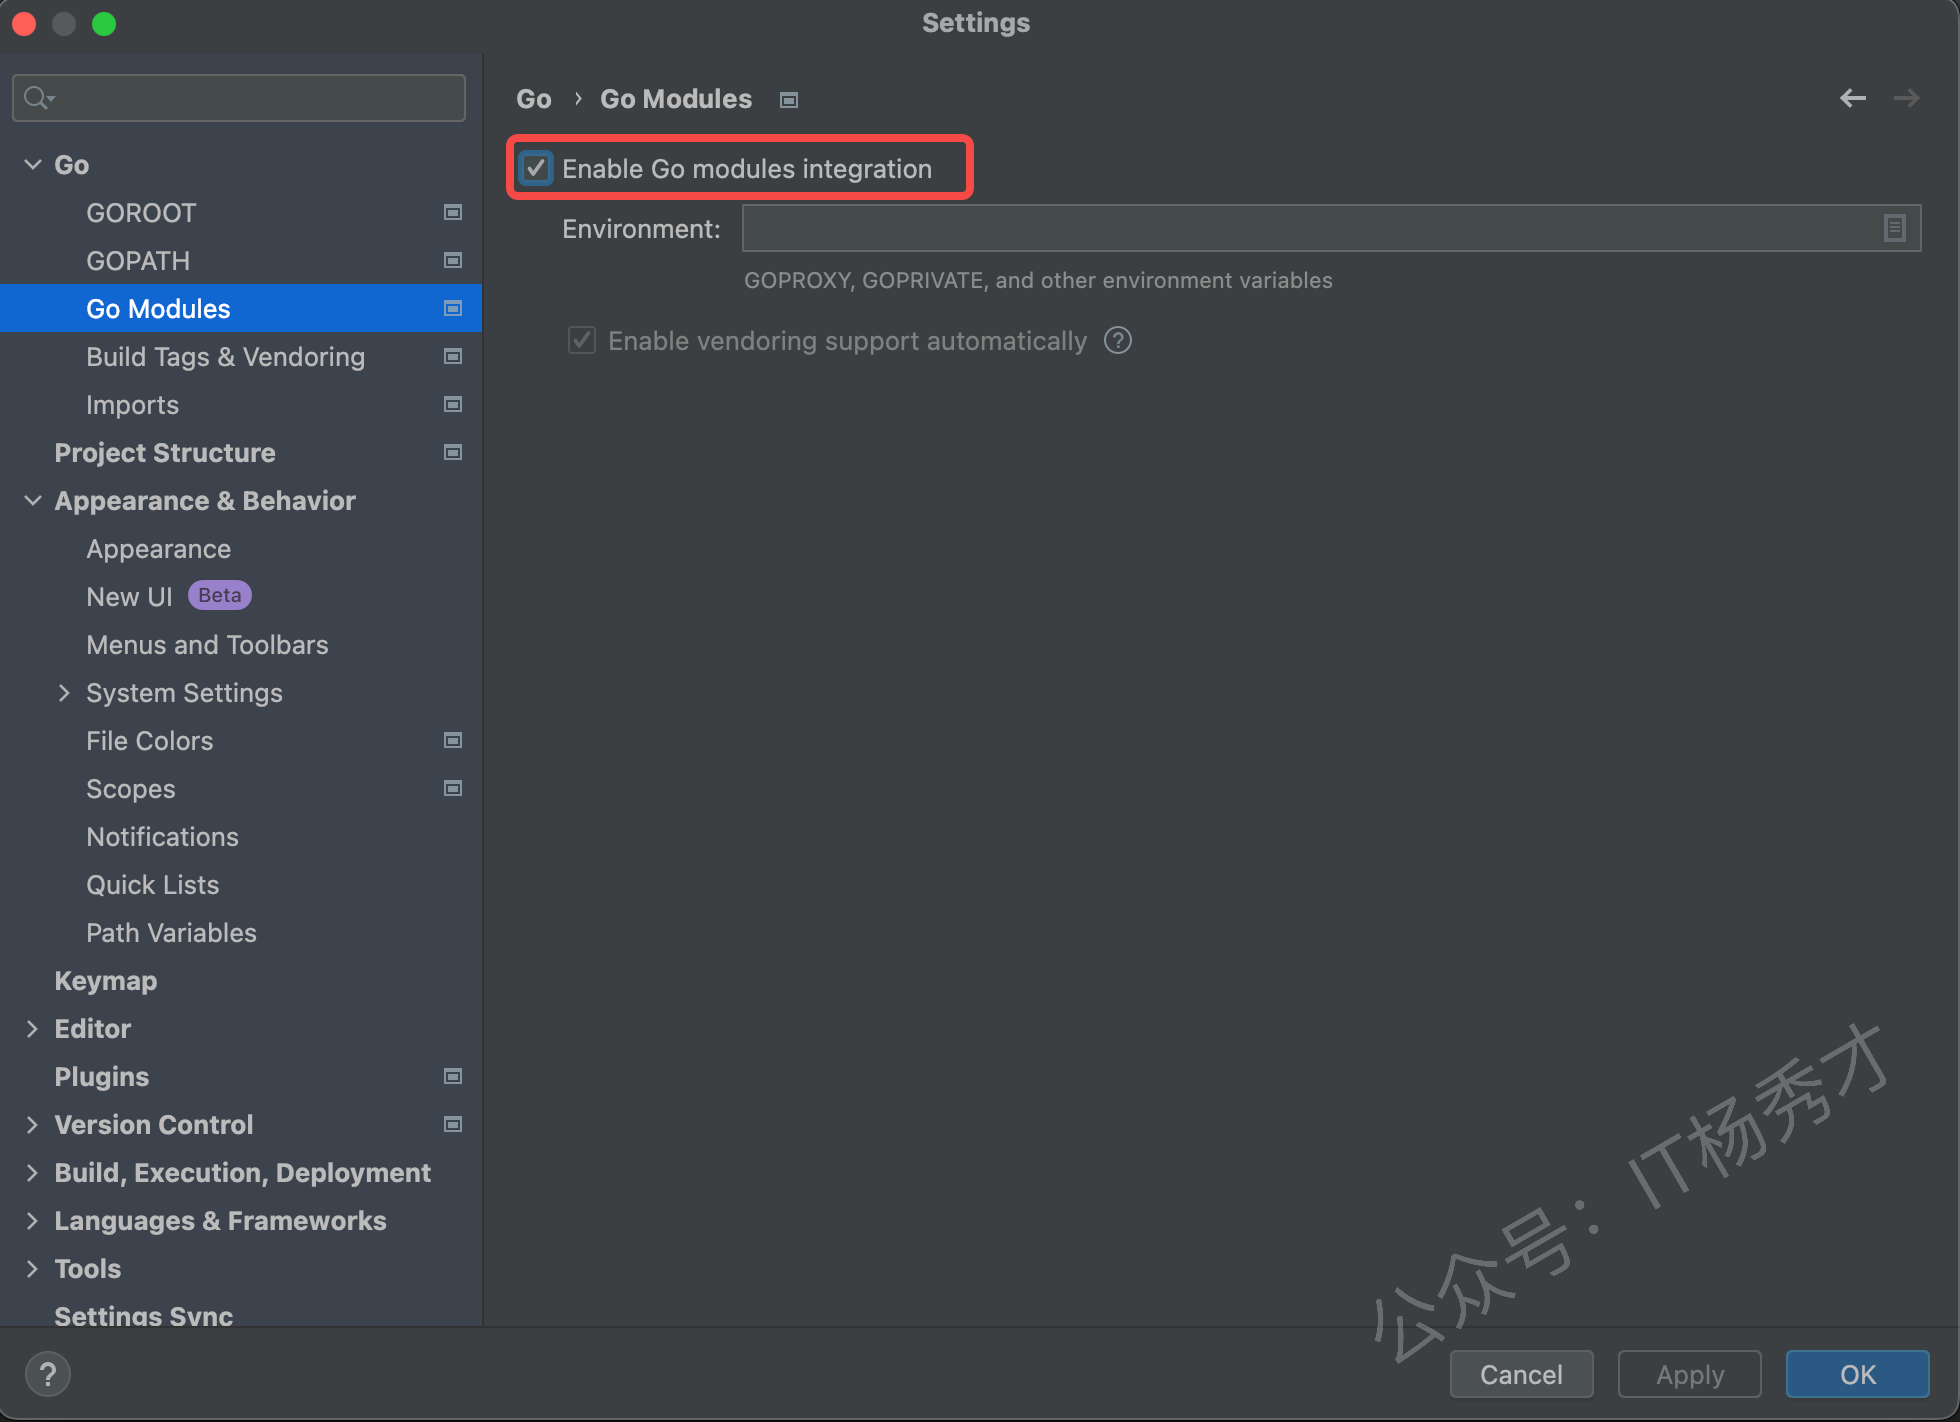 Settings
Go
GOROOT
GOPATH
Go Modules
Build Tags & Vendoring
Imports
Project Structure
Appearance & Behavior
Appearance
New UI Beta
Menus and Toolbars
System Settings
File Colors
Scopes
Notifications
Quick Lists
Path Variables
Keymap
Editor
Plugins
Version Control
Build, Execution, Deployment
Languages & Frameworks
Tools
Settings Sync
Go › Go Modules
Enable Go modules integration
Environment:
GOPROXY, GOPRIVATE, and other environment variables
Enable vendoring support automatically ?
公众号：IT杨秀才
?
Cancel Apply OK